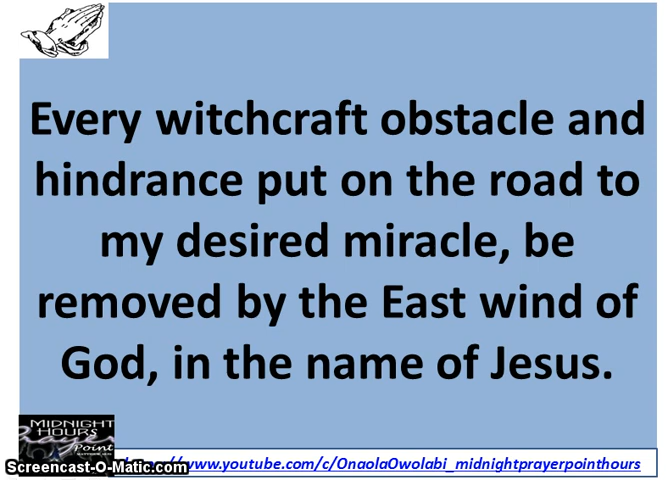 Every witchcraft obstacle and
hindrance put on the road to
my desired miracle, be
removed by the East wind of
God, in the name of Jesus.
MIDNIGHT
HOURS
Prayer
Point
Screencast-O-Matic.com
//www.youtube.com/c/OnaolaOwolabi_midnightprayerpointhours